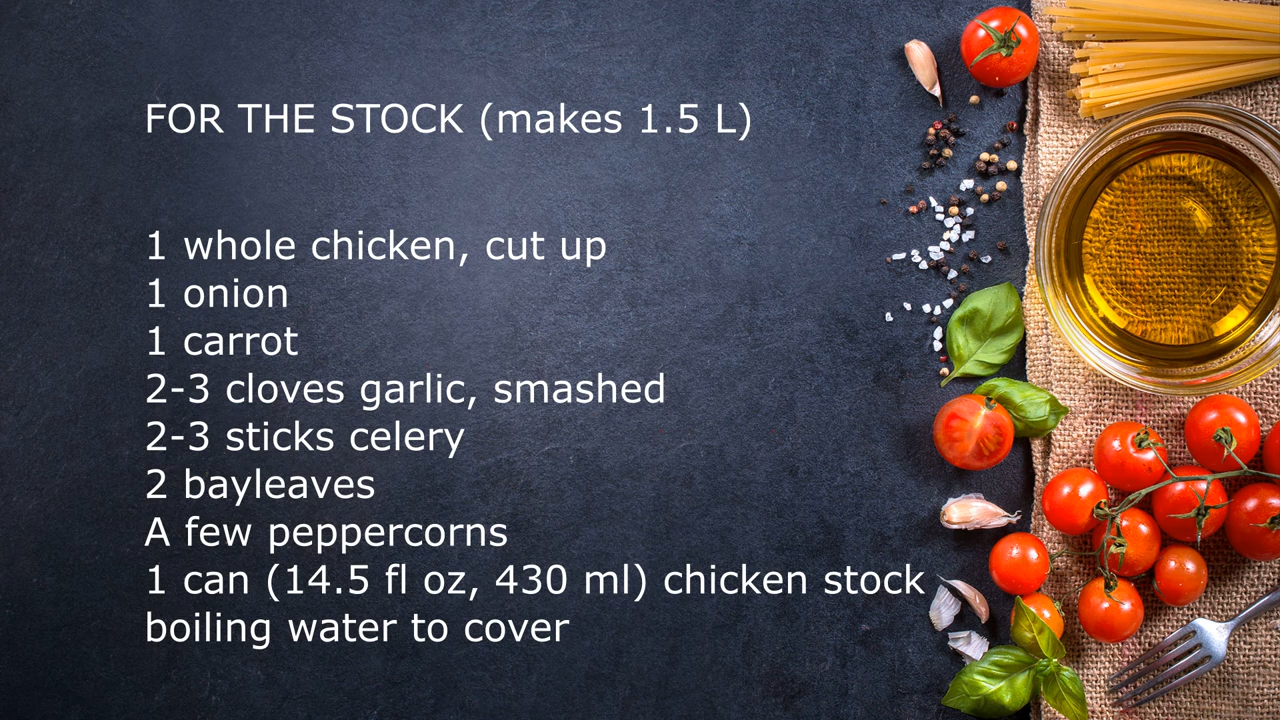 FOR THE STOCK (makes 1.5 L)
1 whole chicken, cut up
1 onion
1 carrot
2-3 cloves garlic, smashed
2-3 sticks celery
2 bayleaves
A few peppercorns
1 can (14.5 fl oz, 430 ml) chicken stock
boiling water to cover